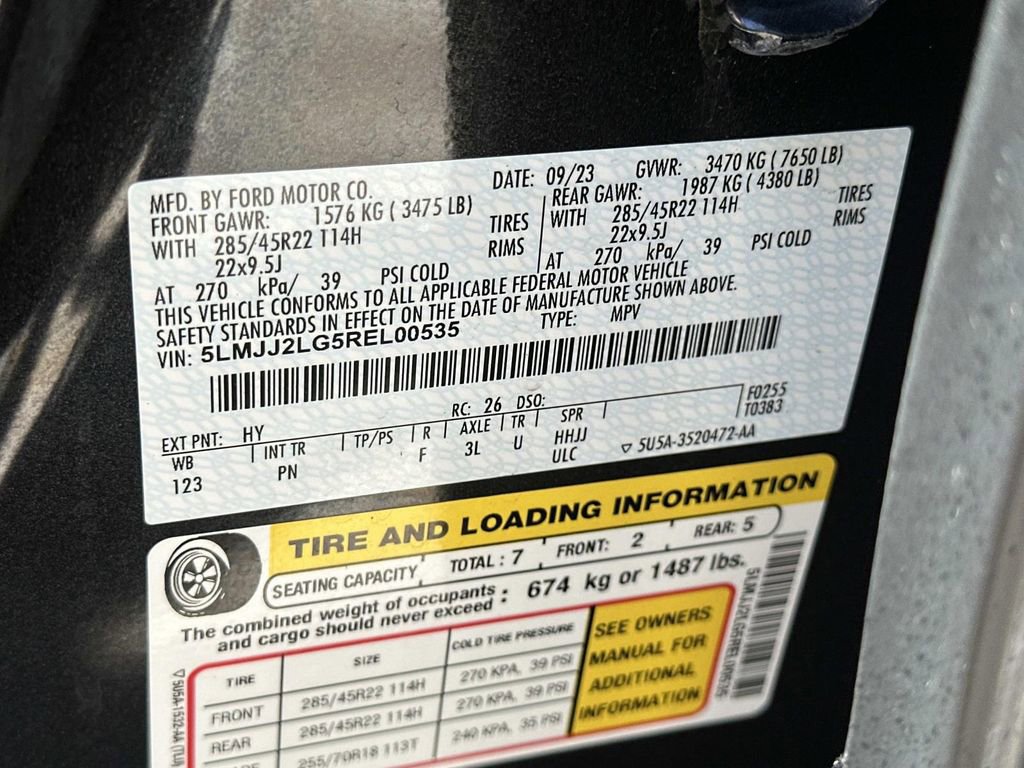 MFD. BY FORD MOTOR CO.
DATE: 09/23 GVWR: 3470 KG ( 7650 LB)
FRONT GAWR: 1576 KG ( 3475 LB)
WITH 285/45R22 114H TIRES
22x9.5J RIMS
AT 270 kPa/ 39 PSI COLD
REAR GAWR: 1987 KG ( 4380 LB)
WITH 285/45R22 114H TIRES
22x9.5J RIMS
AT 270 kPa/ 39 PSI COLD
THIS VEHICLE CONFORMS TO ALL APPLICABLE FEDERAL MOTOR VEHICLE
SAFETY STANDARDS IN EFFECT ON THE DATE OF MANUFACTURE SHOWN ABOVE.
VIN: 5LMJJ2LG5REL00535 TYPE: MPV
EXT PNT: HY RC: 26 DSO: F0255
WB INT TR TP/PS R AXLE TR SPR T0383
123 PN F 3L U HHJJ
ULC
5U5A-3520472-AA
TIRE AND LOADING INFORMATION
SEATING CAPACITY TOTAL : 7 FRONT: 2 REAR: 5
The combined weight of occupants
and cargo should never exceed : 674 kg or 1487 lbs.
TIRE SIZE COLD TIRE PRESSURE
FRONT 285/45R22 114H 270 KPA, 39 PSI
REAR 285/45R22 114H 270 KPA, 39 PSI
255/70R18 113T 240 KPA, 35 PSI
SEE OWNERS
MANUAL FOR
ADDITIONAL
INFORMATION
5U5A-1532-AA
5LMJJ2LG5REL00535